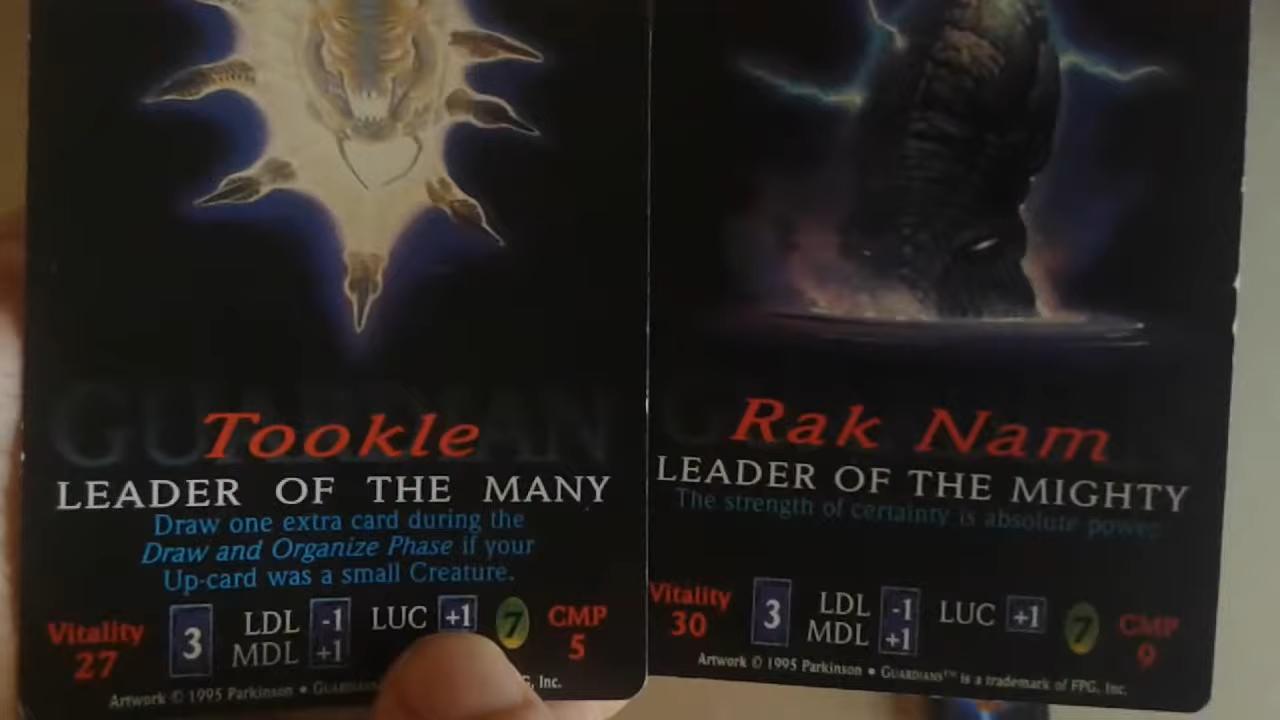 GUARDIAN
Tookle
LEADER OF THE MANY
Draw one extra card during the
Draw and Organize Phase if your
Up-card was a small Creature.
Vitality
27
3
LDL -1
MDL +1
LUC +1
7
CMP
5
Artwork © 1995 Parkinson • GUARDIANS
G, Inc.
Rak Nam
LEADER OF THE MIGHTY
The strength of certainty is absolute power.
Vitality
30
3
LDL -1
MDL +1
LUC +1
7
CMP
9
Artwork © 1995 Parkinson • GUARDIANS™ is a trademark of FPG, Inc.